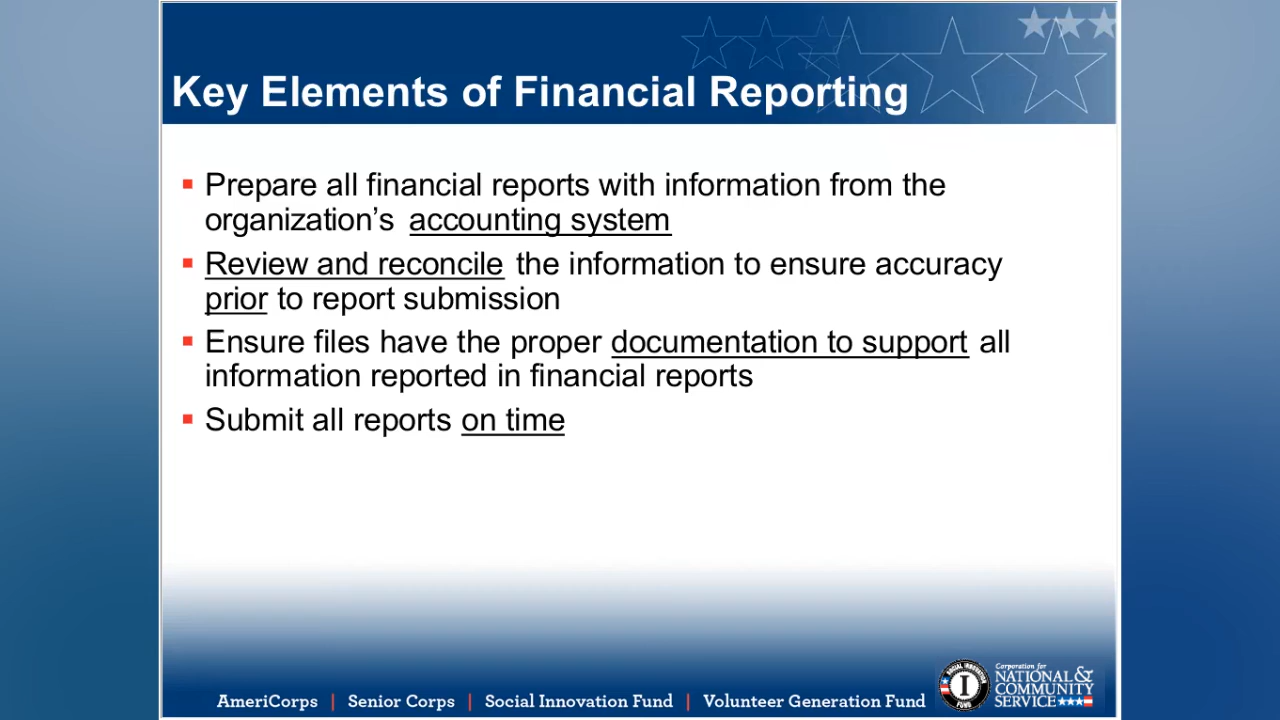 Key Elements of Financial Reporting
Prepare all financial reports with information from the
organization’s accounting system
Review and reconcile the information to ensure accuracy
prior to report submission
Ensure files have the proper documentation to support all
information reported in financial reports
Submit all reports on time
AmeriCorps | Senior Corps | Social Innovation Fund | Volunteer Generation Fund
SOCIAL INNOVATION
I
FUND
Corporation for
NATIONAL &
COMMUNITY
SERVICE